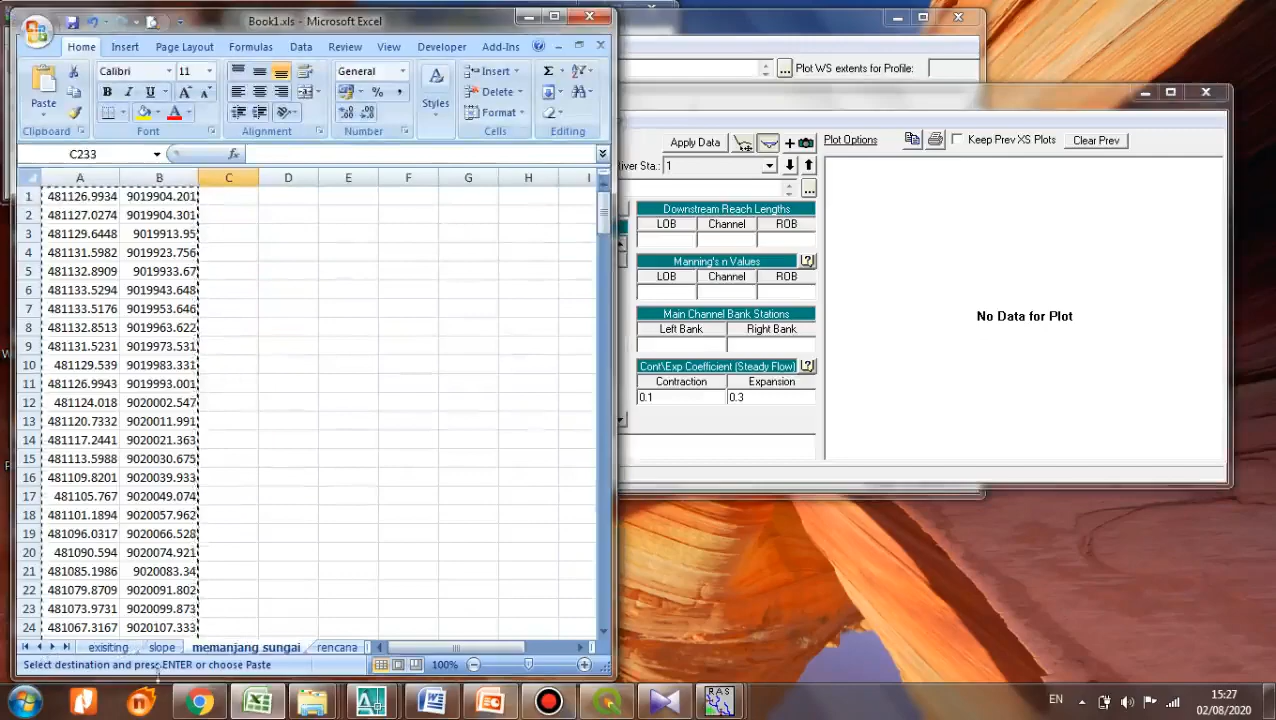 Book1.xls - Microsoft Excel
Home Insert Page Layout Formulas Data Review View Developer Add-Ins
Calibri 11 General Insert
Paste B I U A A % , Styles Delete
Format Editing
Clipboard Font Alignment Number Cells Editing
C233 fx
A B C D E F G H I
1 481126.9934 9019904.201
2 481127.0274 9019904.301
3 481129.6448 9019913.95
4 481131.5982 9019923.756
5 481132.8909 9019933.67
6 481133.5294 9019943.648
7 481133.5176 9019953.646
8 481132.8513 9019963.622
9 481131.5231 9019973.531
10 481129.539 9019983.331
11 481126.9943 9019993.001
12 481124.018 9020002.547
13 481120.7332 9020011.991
14 481117.2441 9020021.363
15 481113.5988 9020030.675
16 481109.8201 9020039.933
17 481105.767 9020049.074
18 481101.1894 9020057.962
19 481096.0317 9020066.528
20 481090.594 9020074.921
21 481085.1986 9020083.34
22 481079.8709 9020091.802
23 481073.9731 9020099.873
24 481067.3167 9020107.333
exisiting slope memanjang sungai rencana
Select destination and press ENTER or choose Paste 100%
Plot WS extents for Profile:
Apply Data Plot Options Keep Prev XS Plots Clear Prev
iver Sta.: 1
Downstream Reach Lengths
LOB Channel ROB
Manning's n Values
LOB Channel ROB
Main Channel Bank Stations
Left Bank Right Bank
Cont\Exp Coefficient (Steady Flow)
Contraction Expansion
0.1 0.3
No Data for Plot
RAS
EN
15:27
02/08/2020